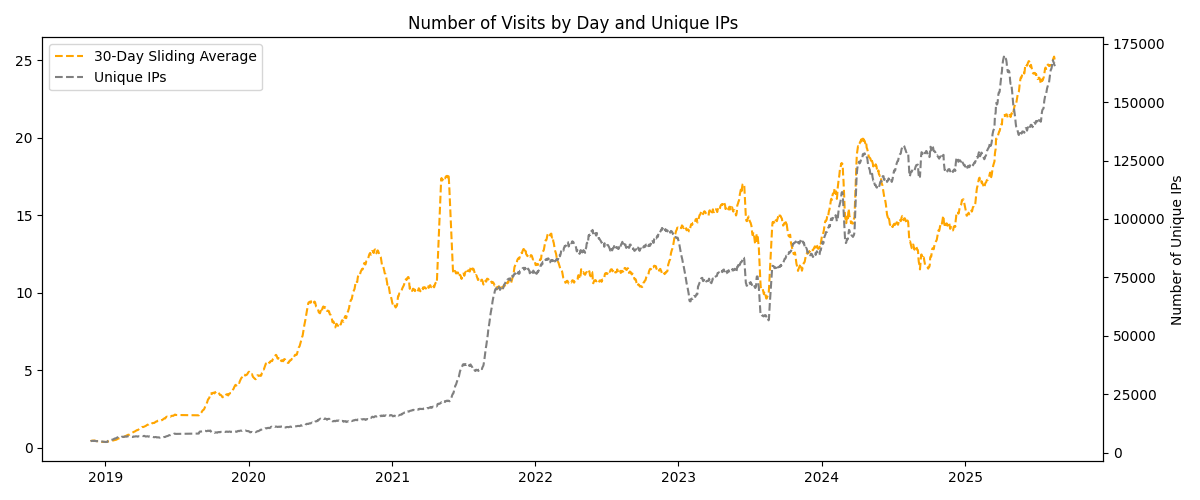 Number of Visits by Day and Unique IPs
30-Day Sliding Average
Unique IPs
25
20
15
10
5
0
175000
150000
125000
100000
75000
50000
25000
0
Number of Unique IPs
2019 2020 2021 2022 2023 2024 2025